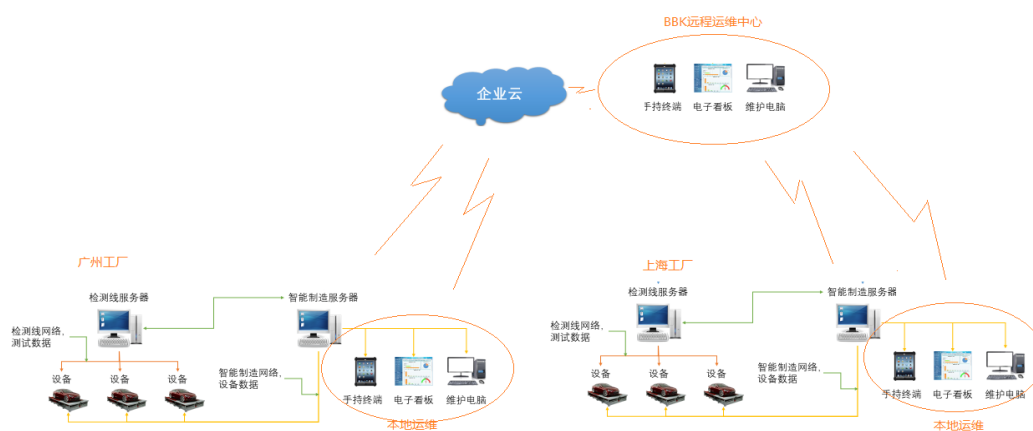 BBK远程运维中心
企业云
手持终端 电子看板 维护电脑
广州工厂
检测线服务器 智能制造服务器
检测线网络,
测试数据
设备 设备 设备
智能制造网络,
设备数据
手持终端 电子看板 维护电脑
本地运维
上海工厂
检测线服务器 智能制造服务器
检测线网络,
测试数据
设备 设备 设备
智能制造网络,
设备数据
手持终端 电子看板 维护电脑
本地运维